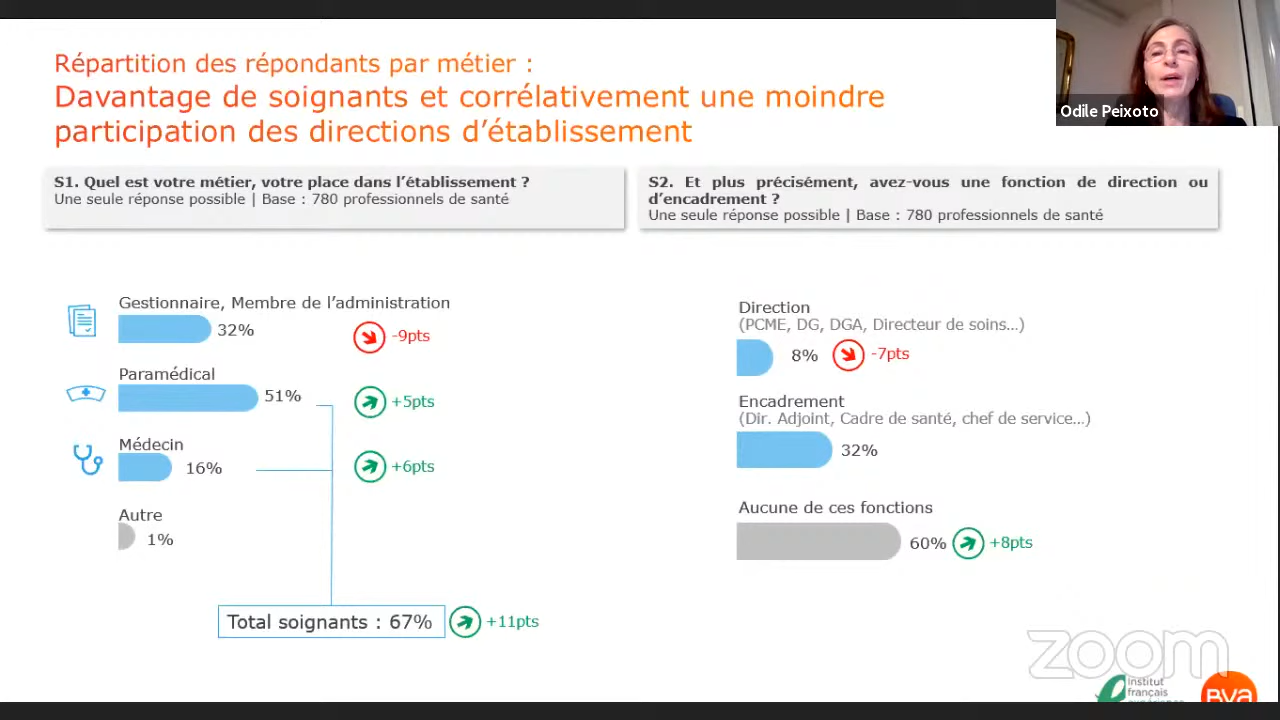 Répartition des répondants par métier :
Davantage de soignants et corrélativement une moindre
participation des directions d’établissement
Odile Peixoto
S1. Quel est votre métier, votre place dans l’établissement ?
Une seule réponse possible | Base : 780 professionnels de santé
S2. Et plus précisément, avez-vous une fonction de direction ou
d’encadrement ?
Une seule réponse possible | Base : 780 professionnels de santé
Gestionnaire, Membre de l’administration
32%
-9pts
Paramédical
51%
+5pts
Médecin
16%
+6pts
Autre
1%
Total soignants : 67%
+11pts
Direction
(PCME, DG, DGA, Directeur de soins…)
8%
-7pts
Encadrement
(Dir. Adjoint, Cadre de santé, chef de service…)
32%
Aucune de ces fonctions
60%
+8pts
zoom
Institut
français
BVA